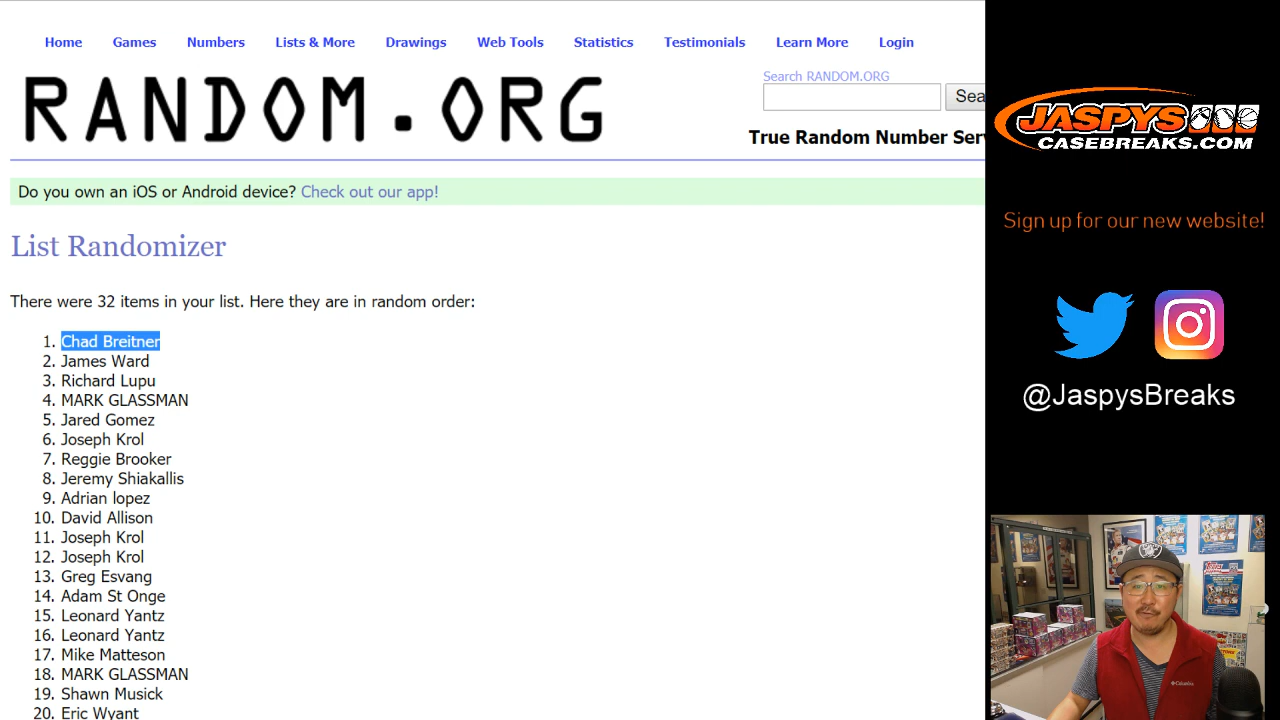 Home Games Numbers Lists & More Drawings Web Tools Statistics Testimonials Learn More Login
RANDOM.ORG
Search RANDOM.ORG
Sea
True Random Number Ser
Do you own an iOS or Android device? Check out our app!
List Randomizer
There were 32 items in your list. Here they are in random order:
1. Chad Breitner
2. James Ward
3. Richard Lupu
4. MARK GLASSMAN
5. Jared Gomez
6. Joseph Krol
7. Reggie Brooker
8. Jeremy Shiakallis
9. Adrian lopez
10. David Allison
11. Joseph Krol
12. Joseph Krol
13. Greg Esvang
14. Adam St Onge
15. Leonard Yantz
16. Leonard Yantz
17. Mike Matteson
18. MARK GLASSMAN
19. Shawn Musick
20. Eric Wyant
JASPYS
CASEBREAKS.COM
Sign up for our new website!
@JaspysBreaks
Columbia